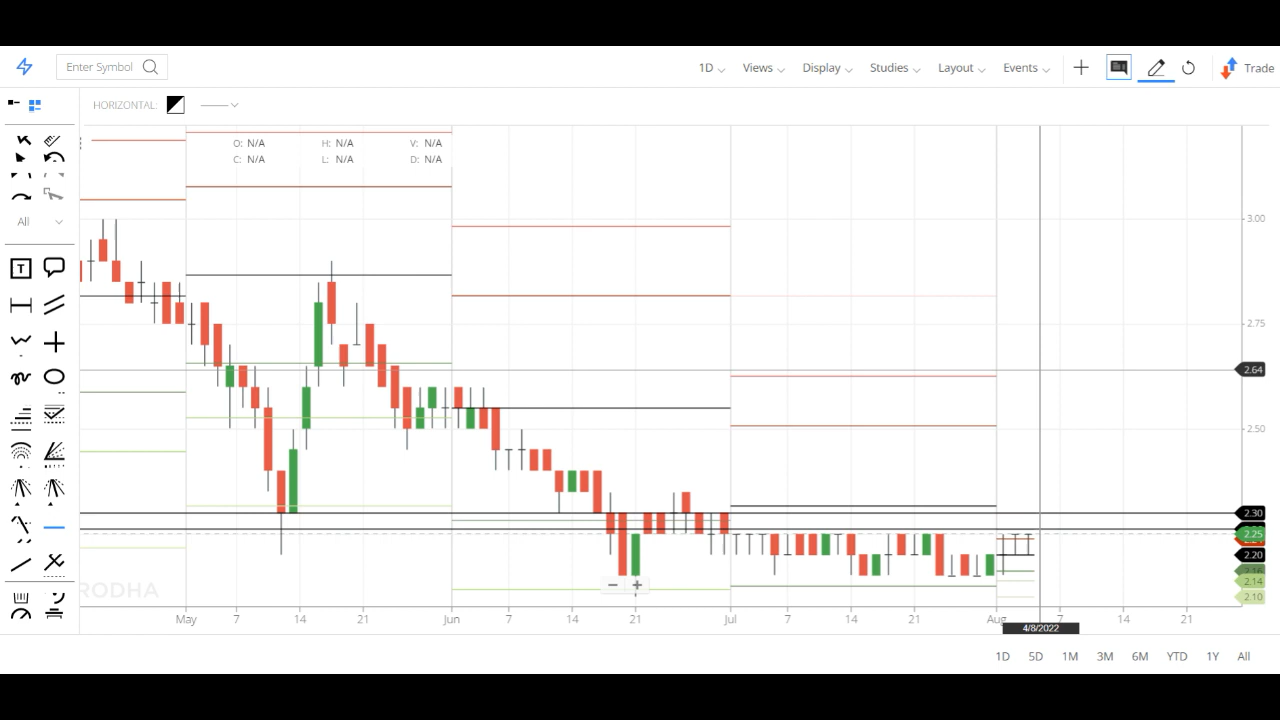 Enter Symbol
1D Views Display Studies Layout Events Trade
HORIZONTAL:
O: N/A H: N/A V: N/A
C: N/A L: N/A D: N/A
All
T
3.00
2.75
2.64
2.50
2.30
2.25
2.20
2.14
2.10
RODHA
May 7 14 21 Jun 7 14 21 Jul 7 14 21 Aug 7 14 21
4/8/2022
1D 5D 1M 3M 6M YTD 1Y All